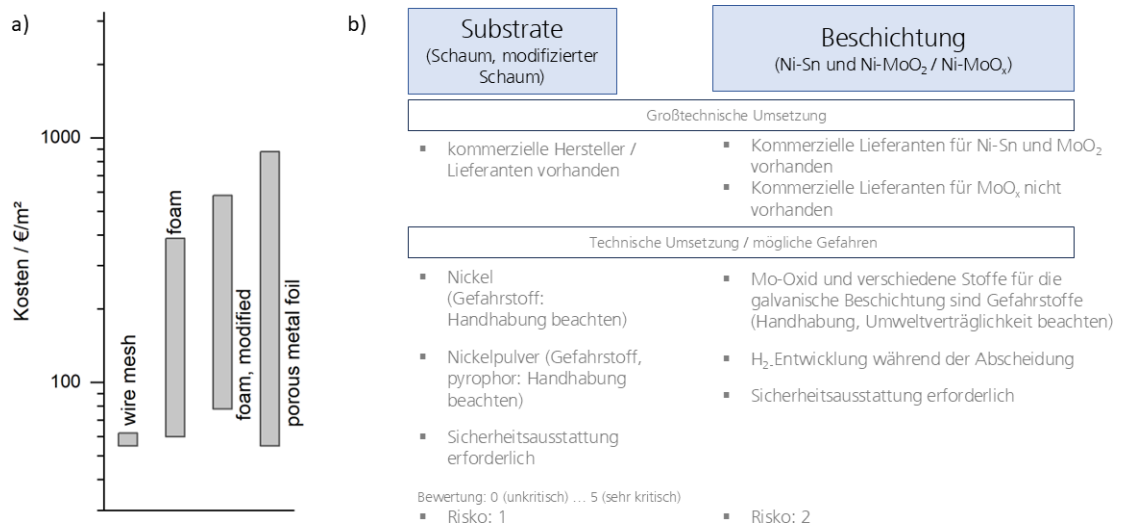 a)
Kosten / €/m²
1000
100
wire mesh
foam
foam, modified
porous metal foil
b)
Substrate
(Schaum, modifizierter
Schaum)
Beschichtung
(Ni-Sn und Ni-MoO₂ / Ni-MoOₓ)
Großtechnische Umsetzung
▪ kommerzielle Hersteller /
Lieferanten vorhanden
▪ Kommerzielle Lieferanten für Ni-Sn und MoO₂
vorhanden
▪ Kommerzielle Lieferanten für MoOₓ nicht
vorhanden
Technische Umsetzung / mögliche Gefahren
▪ Nickel
(Gefahrstoff:
Handhabung beachten)
▪ Nickelpulver (Gefahrstoff,
pyrophor: Handhabung
beachten)
▪ Sicherheitsausstattung
erforderlich
▪ Mo-Oxid und verschiedene Stoffe für die
galvanische Beschichtung sind Gefahrstoffe
(Handhabung, Umweltverträglichkeit beachten)
▪ H₂-Entwicklung während der Abscheidung
▪ Sicherheitsausstattung erforderlich
Bewertung: 0 (unkritisch) … 5 (sehr kritisch)
▪ Risko: 1
▪ Risko: 2